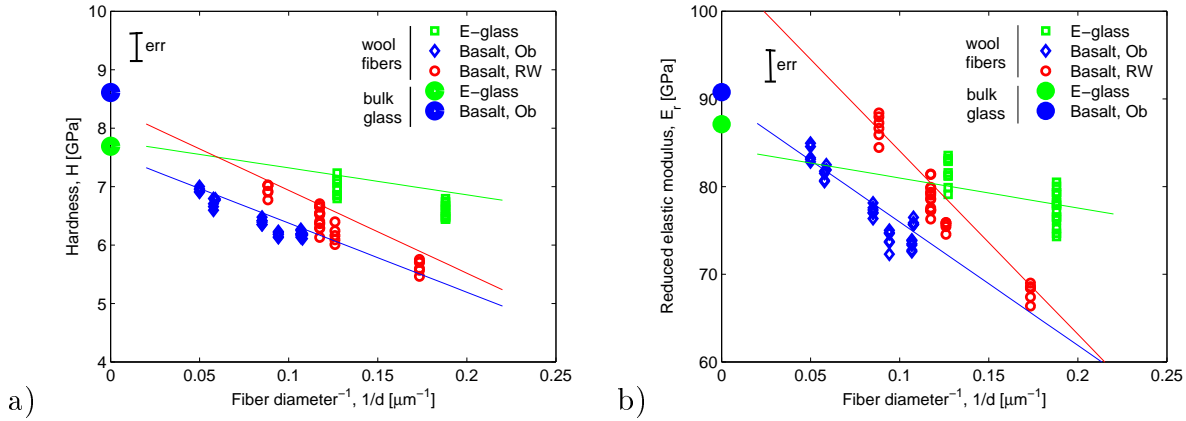 10
9
8
7
6
5
4
0
0.05
0.1
0.15
0.2
0.25
Hardness, H [GPa]
Fiber diameter⁻¹, 1/d [μm⁻¹]
err
wool fibers
E−glass
Basalt, Ob
Basalt, RW
bulk glass
E−glass
Basalt, Ob
a)
100
90
80
70
60
0
0.05
0.1
0.15
0.2
0.25
Reduced elastic modulus, E_r [GPa]
Fiber diameter⁻¹, 1/d [μm⁻¹]
err
wool fibers
E−glass
Basalt, Ob
Basalt, RW
bulk glass
E−glass
Basalt, Ob
b)